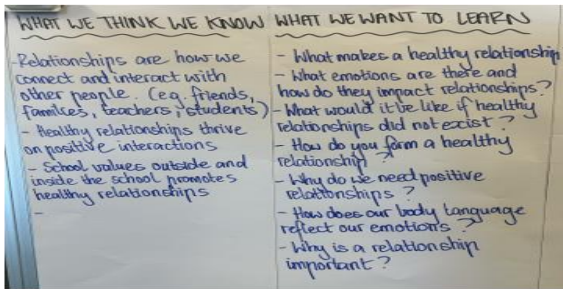 WHAT WE THINK WE KNOW
-Relationships are how we
connect and interact with
other people. (eg. friends,
families, teachers, students)
- Healthy relationships thrive
on positive interactions
- School values outside and
inside the school promotes
healthy relationships
-
WHAT WE WANT TO LEARN
- What makes a healthy relationship
- What emotions are there and
how do they impact relationships?
- What would it be like if healthy
relationships did not exist?
- How do you form a healthy
relationship?
- Why do we need positive
relationships?
- How does our body language
reflect our emotions?
- Why is a relationship
important?